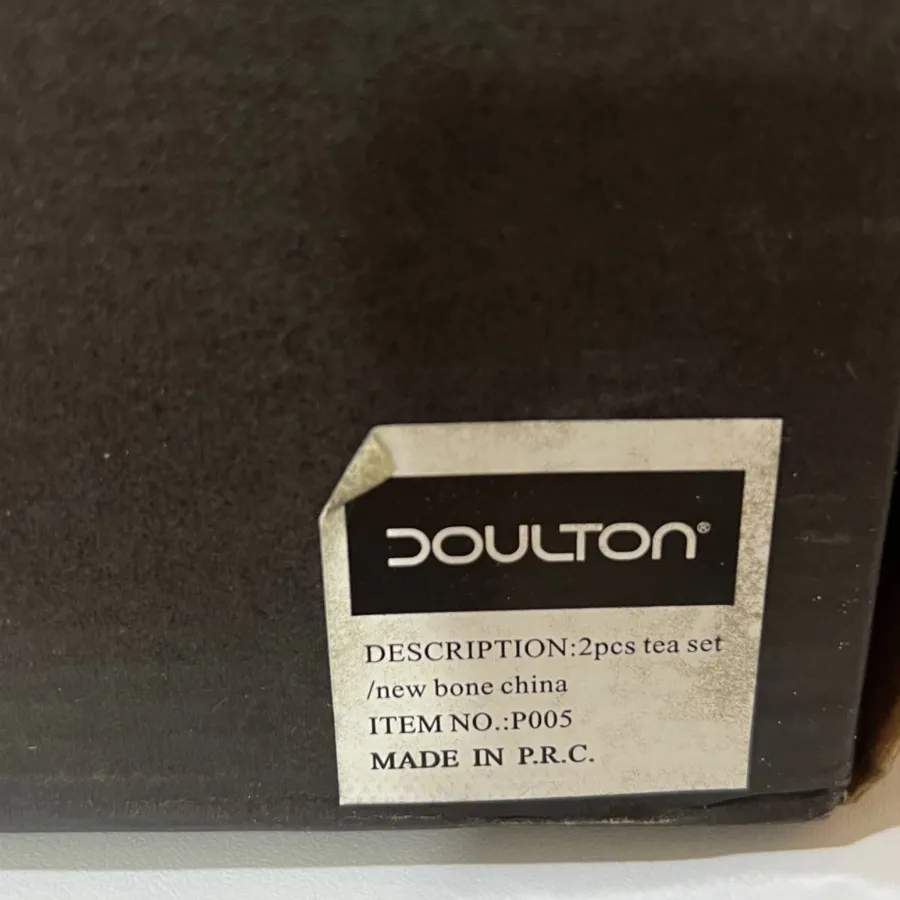 DOULTON®
DESCRIPTION:2pcs tea set
/new bone china
ITEM NO.:P005
MADE IN P.R.C.